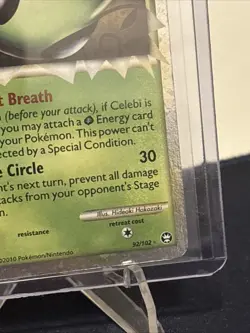 t Breath
(before your attack), if Celebi is
you may attach a Energy card
your Pokémon. This power can't
ected by a Special Condition.
e Circle 30
nt's next turn, prevent all damage
tacks from your opponent's Stage
Illus. Hideaki Hakozaki
resistance
retreat cost
92/102
©2010 Pokémon/Nintendo